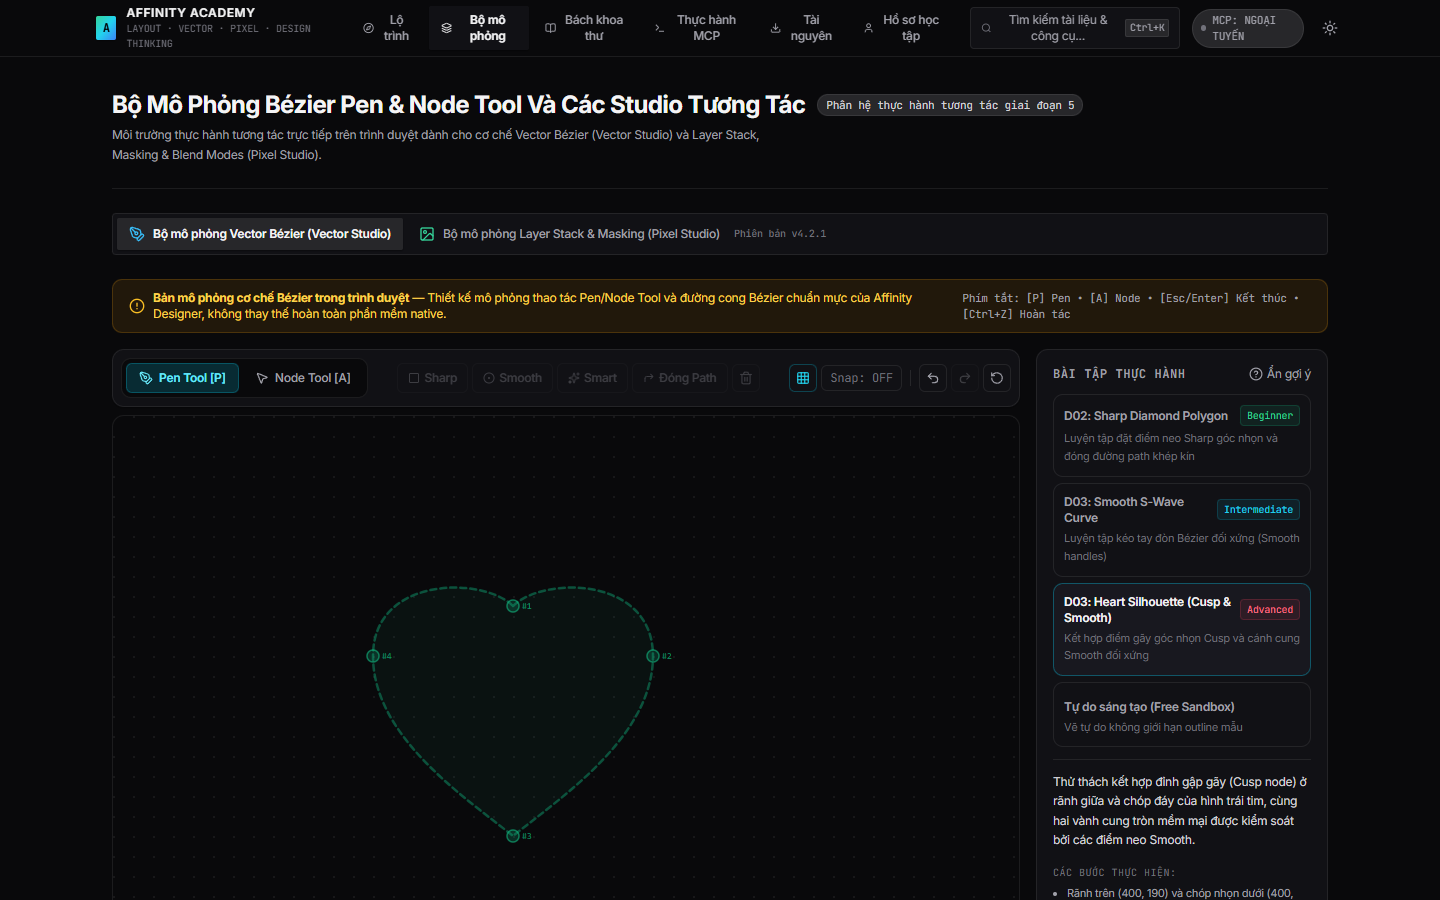 A
AFFINITY ACADEMY
LAYOUT · VECTOR · PIXEL · DESIGN
THINKING
Lộ
trình
Bộ mô
phỏng
Bách khoa
thư
Thực hành
MCP
Tài
nguyên
Hồ sơ học
tập
Tìm kiếm tài liệu &
công cụ...
Ctrl+K
MCP: NGOẠI
TUYẾN
Bộ Mô Phỏng Bézier Pen & Node Tool Và Các Studio Tương Tác
Phân hệ thực hành tương tác giai đoạn 5
Môi trường thực hành tương tác trực tiếp trên trình duyệt dành cho cơ chế Vector Bézier (Vector Studio) và Layer Stack,
Masking & Blend Modes (Pixel Studio).
Bộ mô phỏng Vector Bézier (Vector Studio)
Bộ mô phỏng Layer Stack & Masking (Pixel Studio)
Phiên bản v4.2.1
Bản mô phỏng cơ chế Bézier trong trình duyệt — Thiết kế mô phỏng thao tác Pen/Node Tool và đường cong Bézier chuẩn mực của Affinity
Designer, không thay thế hoàn toàn phần mềm native.
Phím tắt: [P] Pen • [A] Node • [Esc/Enter] Kết thúc •
[Ctrl+Z] Hoàn tác
Pen Tool [P]
Node Tool [A]
Sharp
Smooth
Smart
Đóng Path
Snap: OFF
#1
#4
#2
#3
BÀI TẬP THỰC HÀNH
Ẩn gợi ý
D02: Sharp Diamond Polygon
Beginner
Luyện tập đặt điểm neo Sharp góc nhọn và
đóng đường path khép kín
D03: Smooth S-Wave
Curve
Intermediate
Luyện tập kéo tay đòn Bézier đối xứng (Smooth
handles)
D03: Heart Silhouette (Cusp &
Smooth)
Advanced
Kết hợp điểm gãy góc nhọn Cusp và cánh cung
Smooth đối xứng
Tự do sáng tạo (Free Sandbox)
Vẽ tự do không giới hạn outline mẫu
Thử thách kết hợp đỉnh gập gãy (Cusp node) ở
rãnh giữa và chóp đáy của hình trái tim, cùng
hai vành cung tròn mềm mại được kiểm soát
bởi các điểm neo Smooth.
CÁC BƯỚC THỰC HIỆN:
• Rãnh trên (400, 190) và chóp nhọn dưới (400,